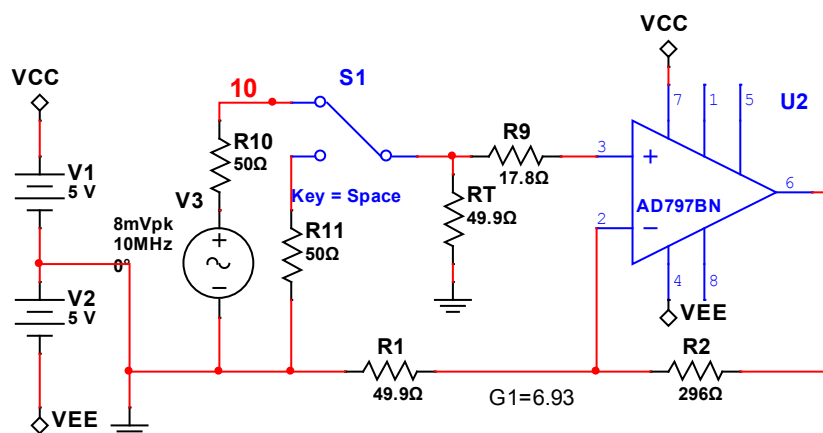 VCC
V1
5 V
V2
5 V
VEE
10
R10
50Ω
V3
8mVpk
10MHz
0°
S1
Key = Space
R11
50Ω
R9
17.8Ω
RT
49.9Ω
VCC
7
1
5
U2
3
2
6
AD797BN
4
8
VEE
R1
49.9Ω
G1=6.93
R2
296Ω